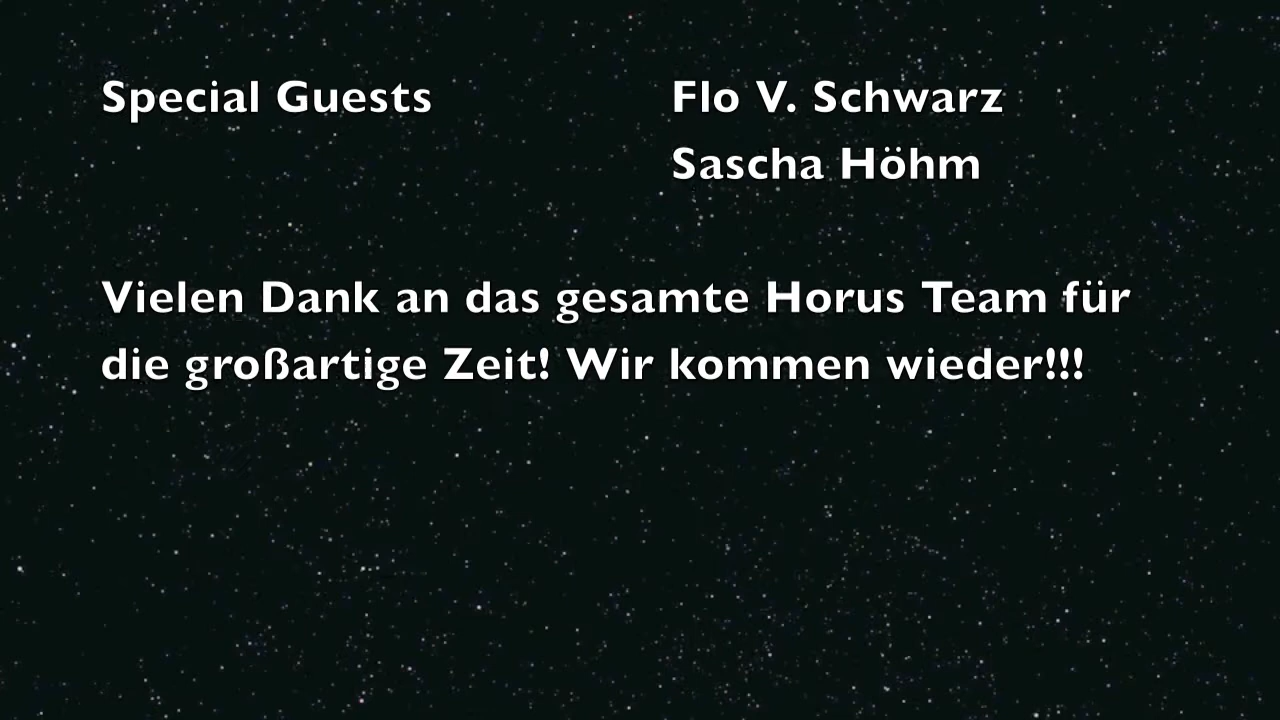 Special Guests Flo V. Schwarz
Sascha Höhm
Vielen Dank an das gesamte Horus Team für
die großartige Zeit! Wir kommen wieder!!!